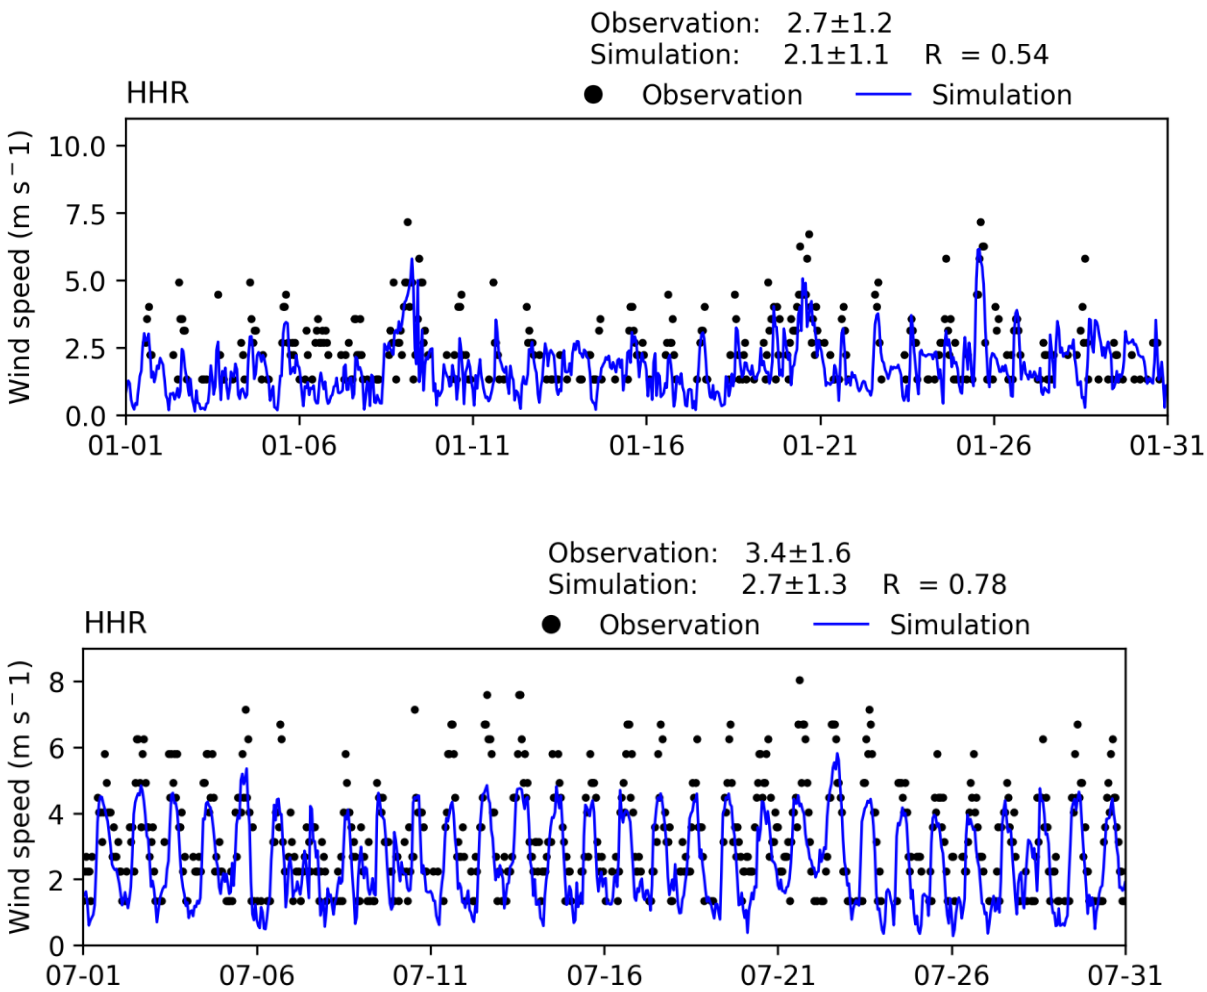 Observation: 2.7±1.2
Simulation: 2.1±1.1 R = 0.54
HHR
Observation Simulation
Wind speed (m s − 1)
10.0
7.5
5.0
2.5
0.0
01-01 01-06 01-11 01-16 01-21 01-26 01-31
Observation: 3.4±1.6
Simulation: 2.7±1.3 R = 0.78
HHR
Observation Simulation
Wind speed (m s − 1)
8
6
4
2
0
07-01 07-06 07-11 07-16 07-21 07-26 07-31